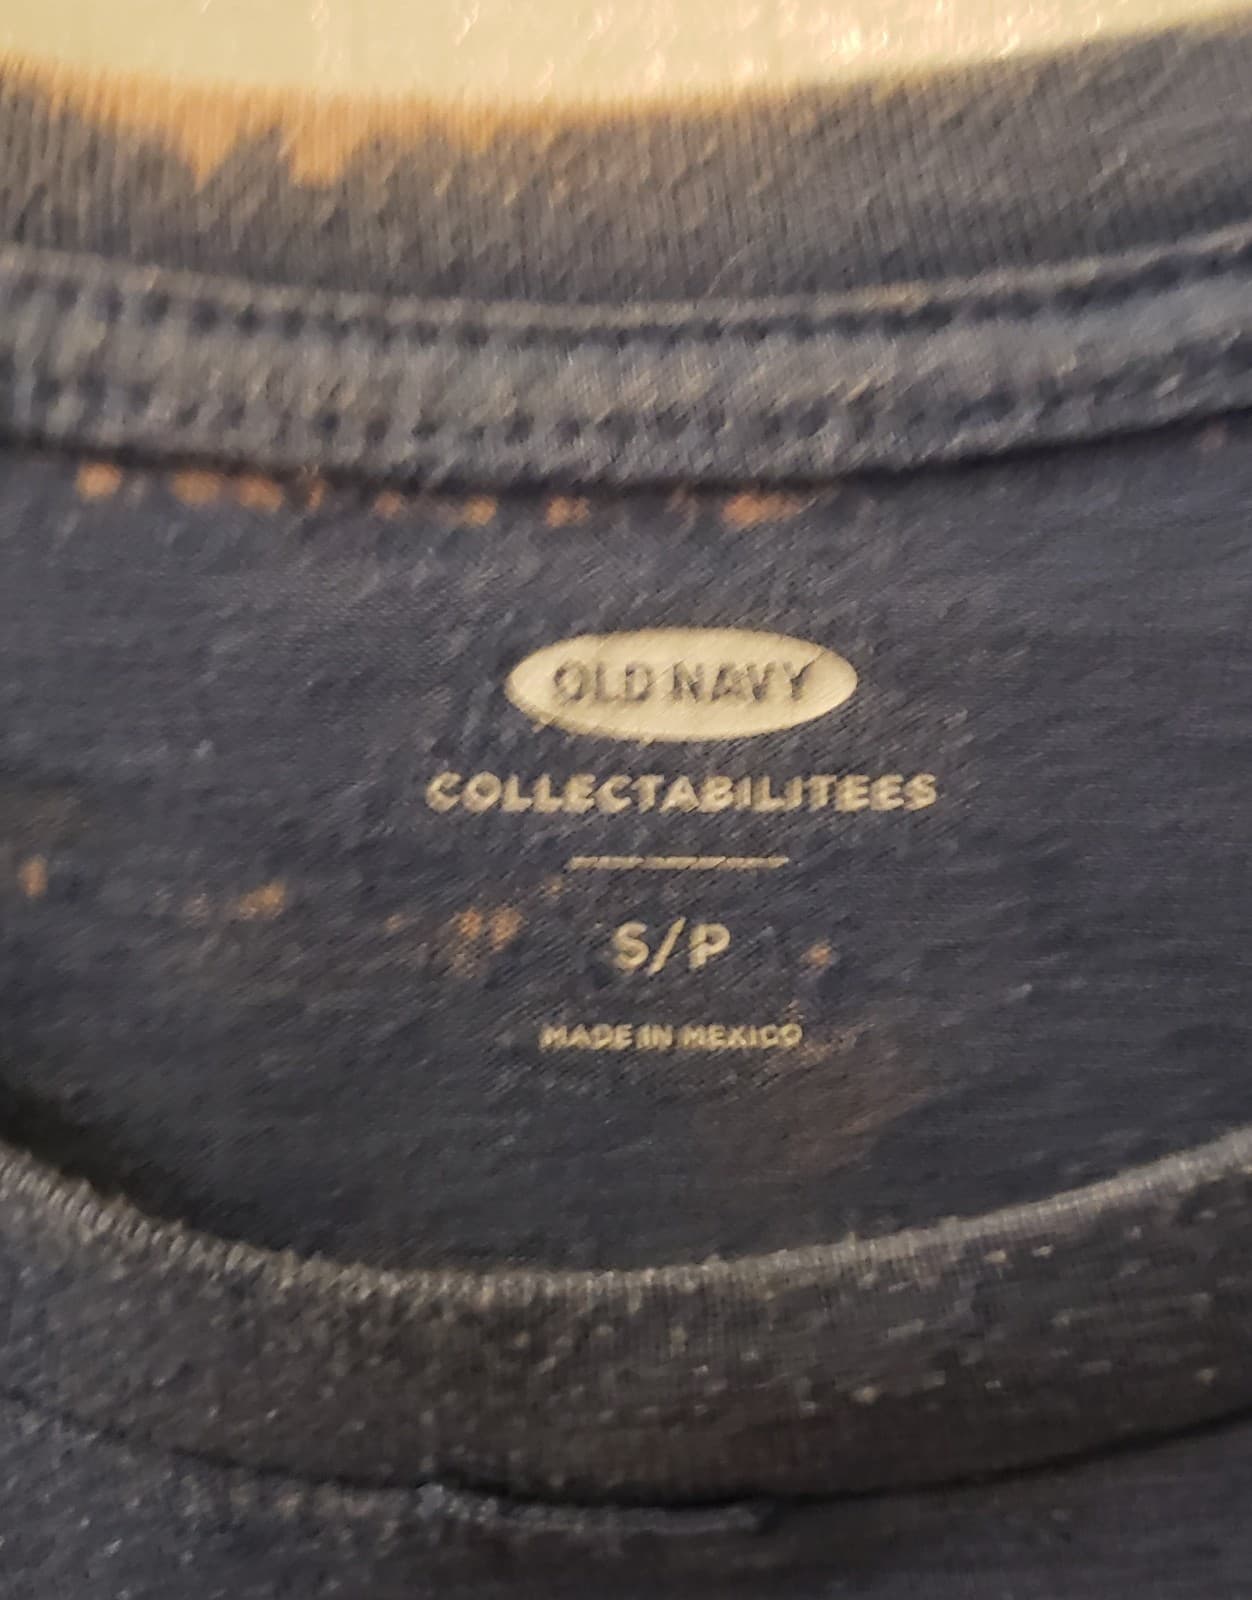 OLD NAVY
COLLECTABILITEES
S/P
MADE IN MEXICO